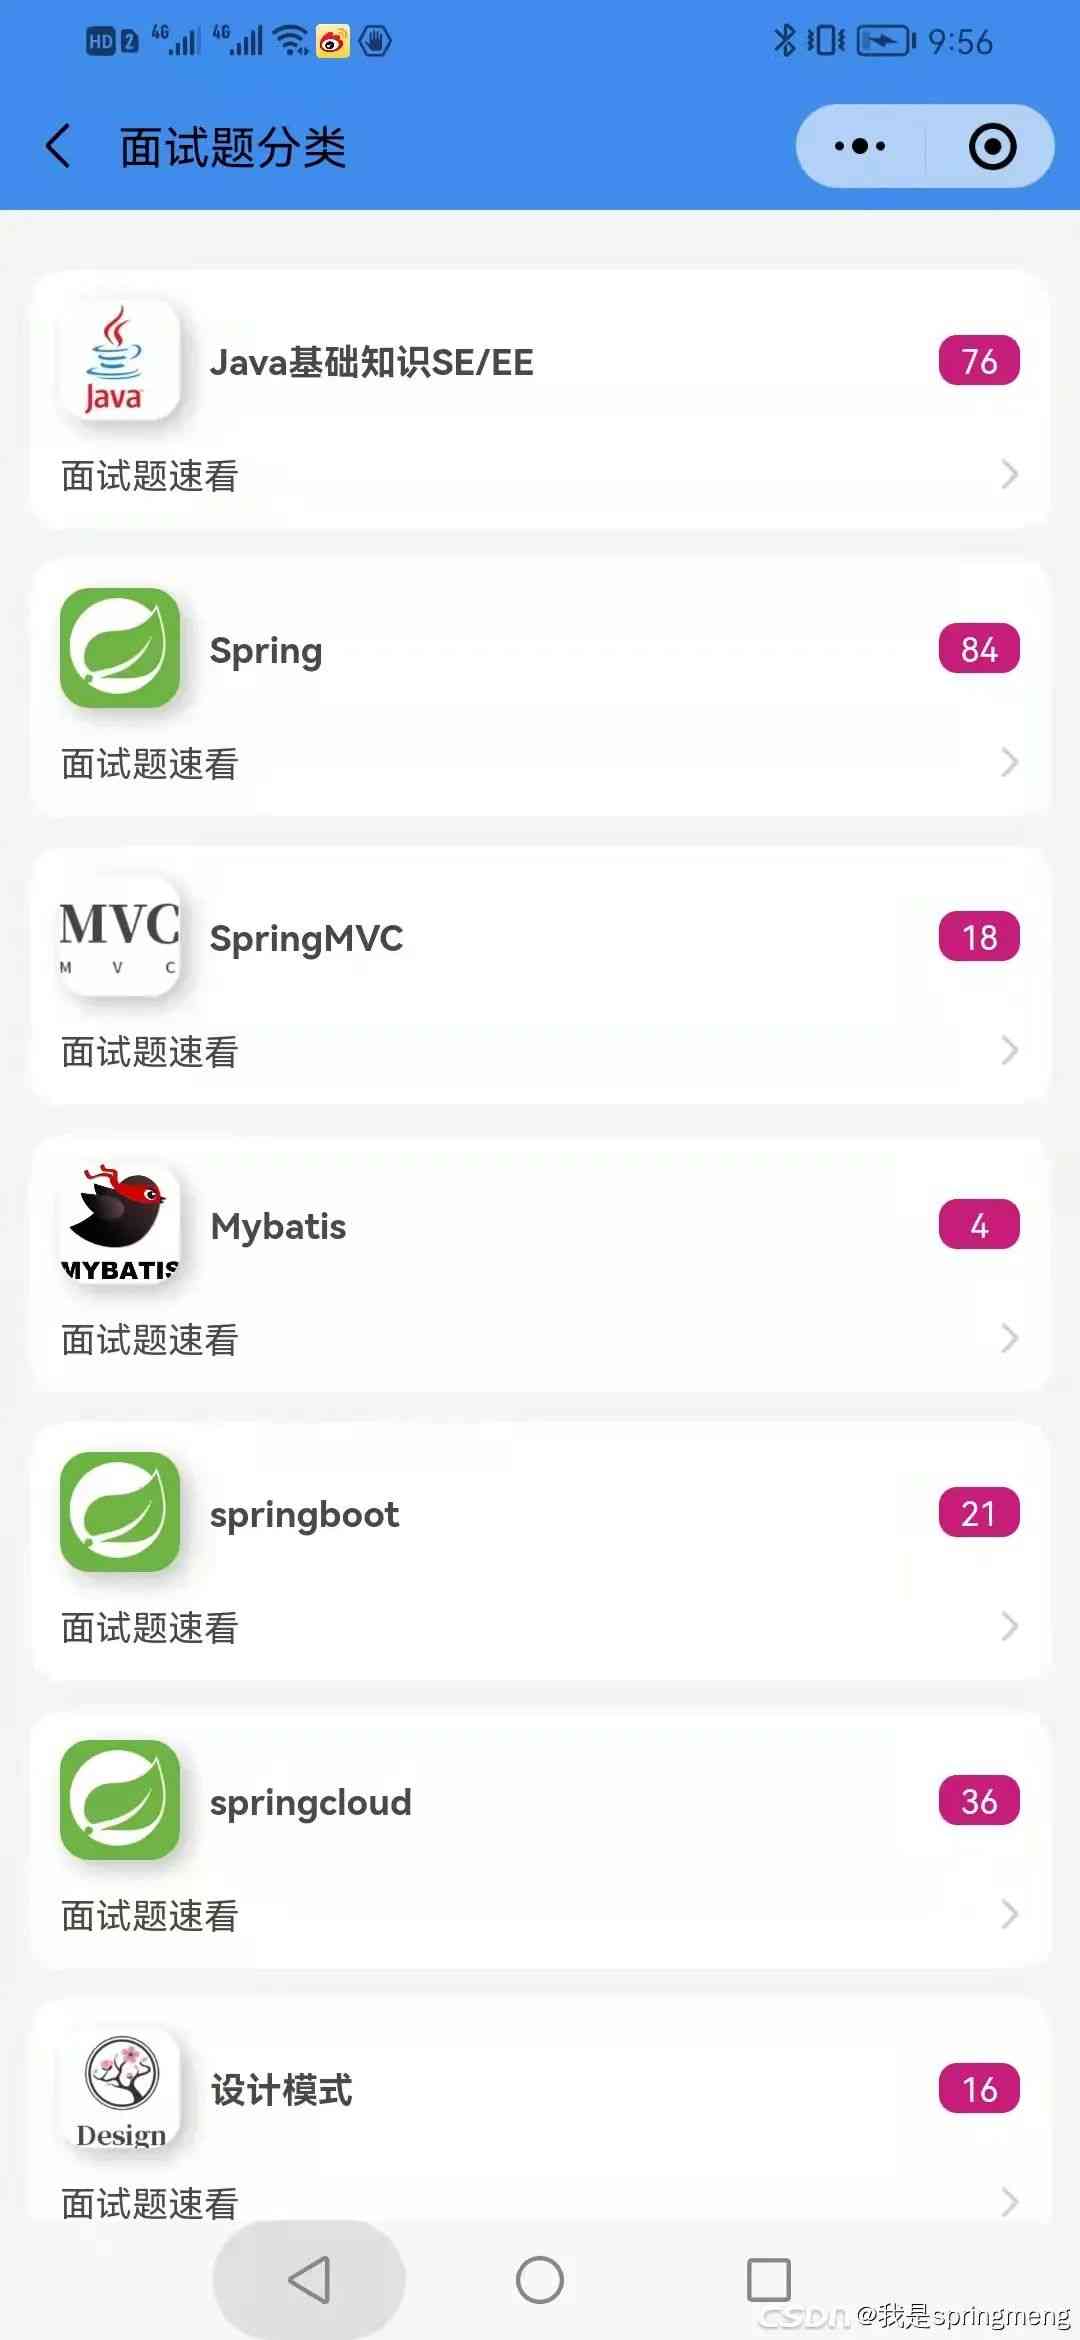 HD 2 4G 4G 9:56
面试题分类
Java
Java基础知识SE/EE 76
面试题速看
Spring 84
面试题速看
MVC
M V C
SpringMVC 18
面试题速看
MYBATIS
Mybatis 4
面试题速看
springboot 21
面试题速看
springcloud 36
面试题速看
Design
设计模式 16
面试题速看
CSDN @我是springmeng